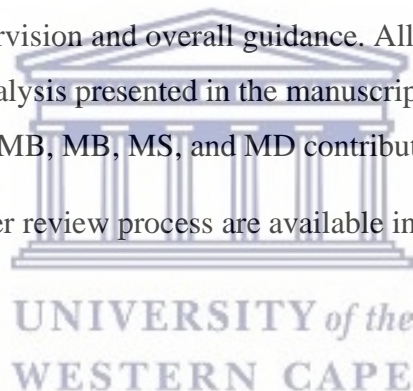 rvision and overall guidance. All
alysis presented in the manuscrip
MB, MB, MS, and MD contribut
er review process are available in
UNIVERSITY of the
WESTERN CAPE